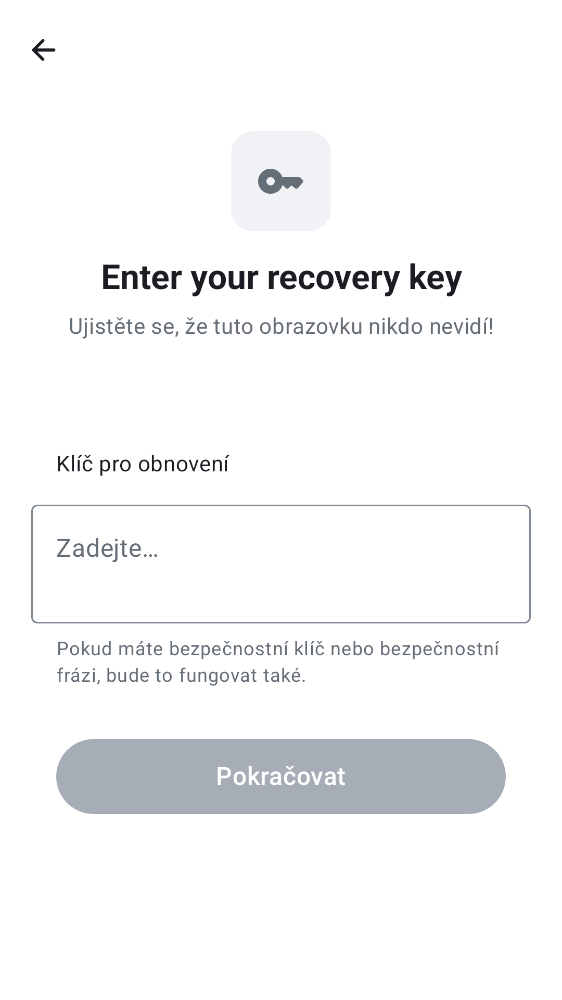 Enter your recovery key
Ujistěte se, že tuto obrazovku nikdo nevidí!
Klíč pro obnovení
Zadejte…
Pokud máte bezpečnostní klíč nebo bezpečnostní
frázi, bude to fungovat také.
Pokračovat